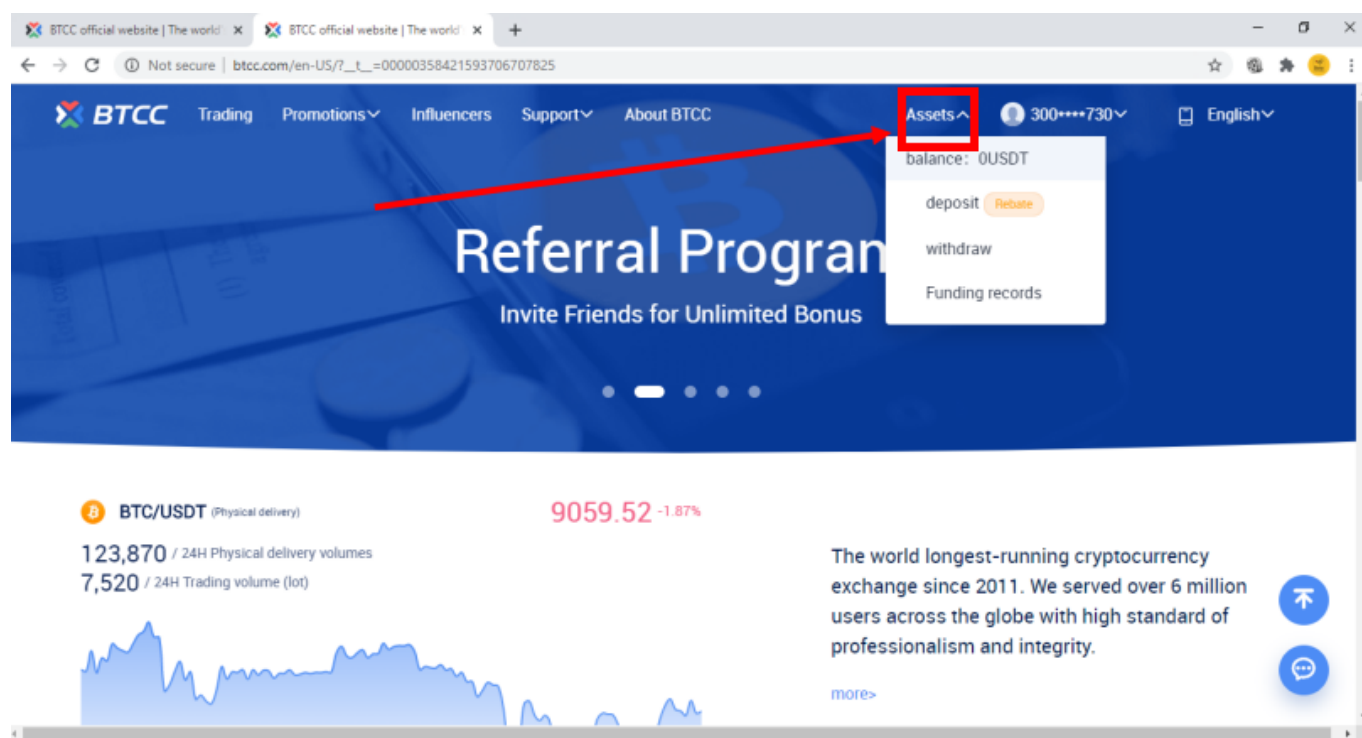 BTCC official website | The world'
BTCC official website | The world'
Not secure | btcc.com/en-US/?__t__=00000358421593706707825
BTCC Trading Promotions Influencers Support About BTCC Assets 300****730 English
balance: 0USDT
deposit Rebate
withdraw
Funding records
Referral Program
Invite Friends for Unlimited Bonus
BTC/USDT (Physical delivery) 9059.52 -1.87%
123,870 / 24H Physical delivery volumes
7,520 / 24H Trading volume (lot)
The world longest-running cryptocurrency
exchange since 2011. We served over 6 million
users across the globe with high standard of
professionalism and integrity.
more>